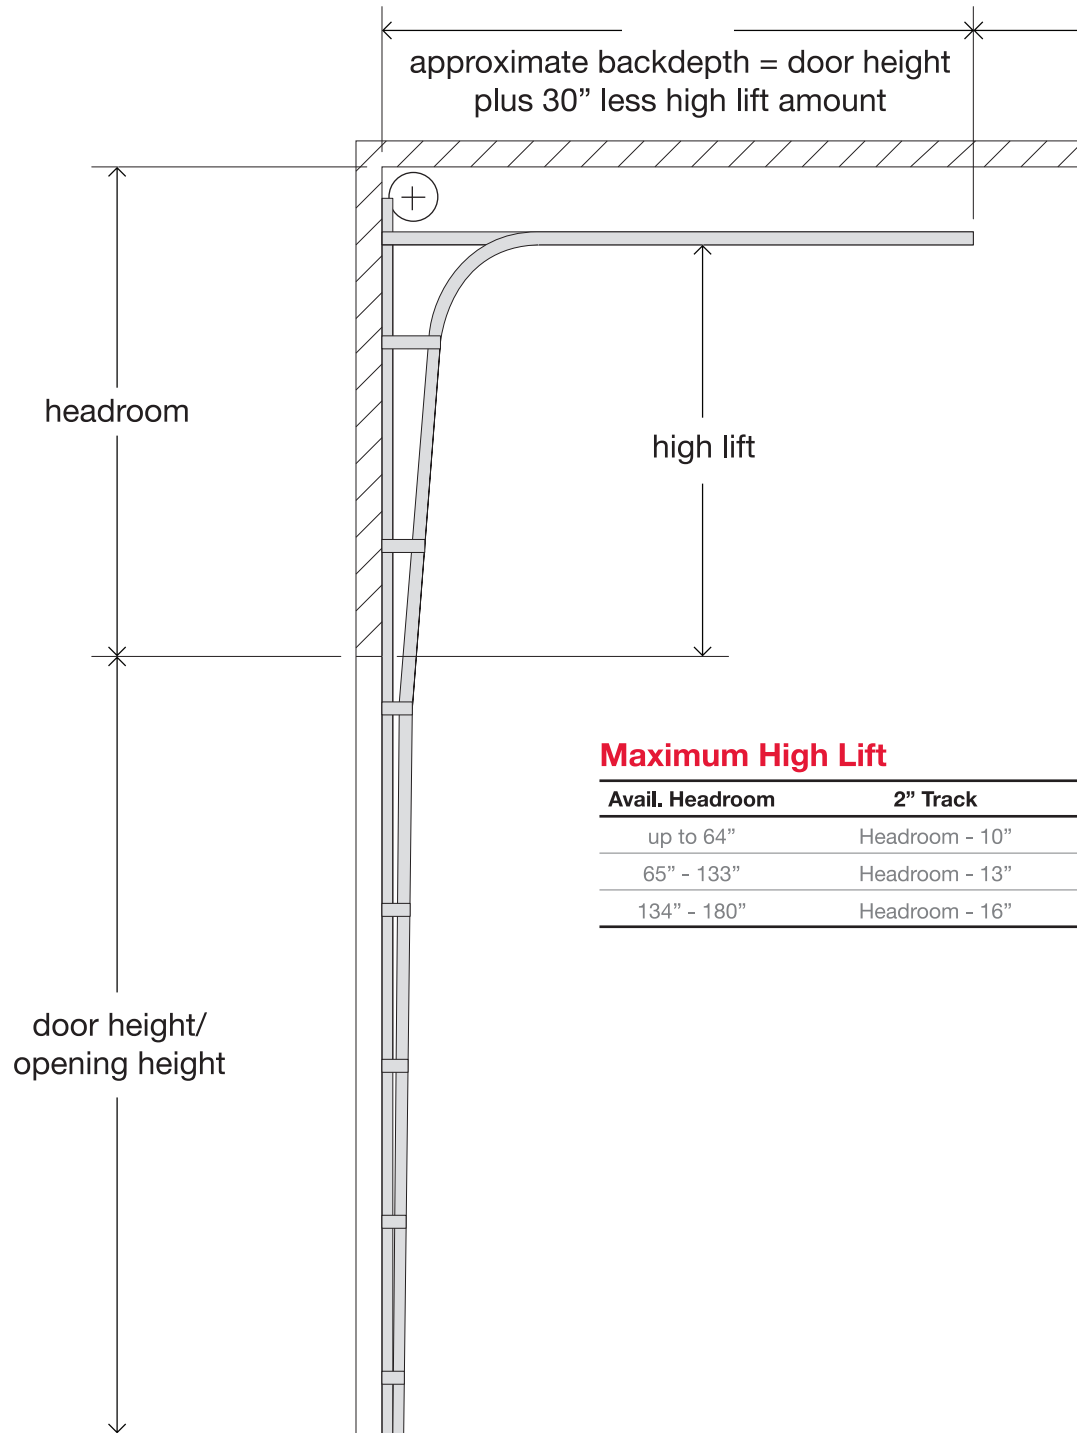 approximate backdepth = door height
plus 30” less high lift amount
headroom
high lift
Maximum High Lift
Avail. Headroom 2” Track
up to 64” Headroom - 10”
65” - 133” Headroom - 13”
134” - 180” Headroom - 16”
door height/
opening height